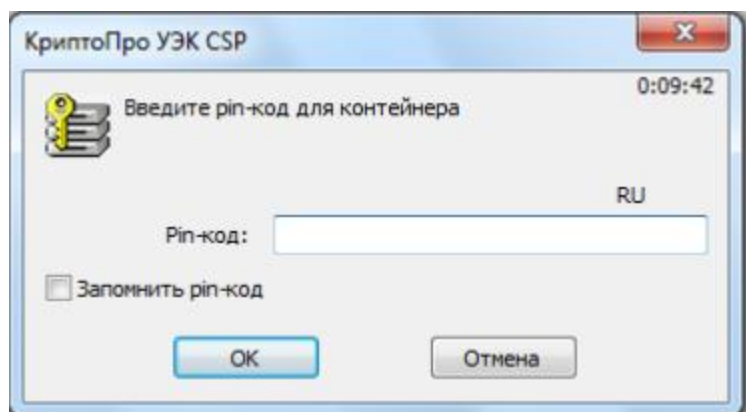 КриптоПро УЭК CSP
0:09:42
Введите pin-код для контейнера
RU
Pin-код:
Запомнить pin-код
OK
Отмена